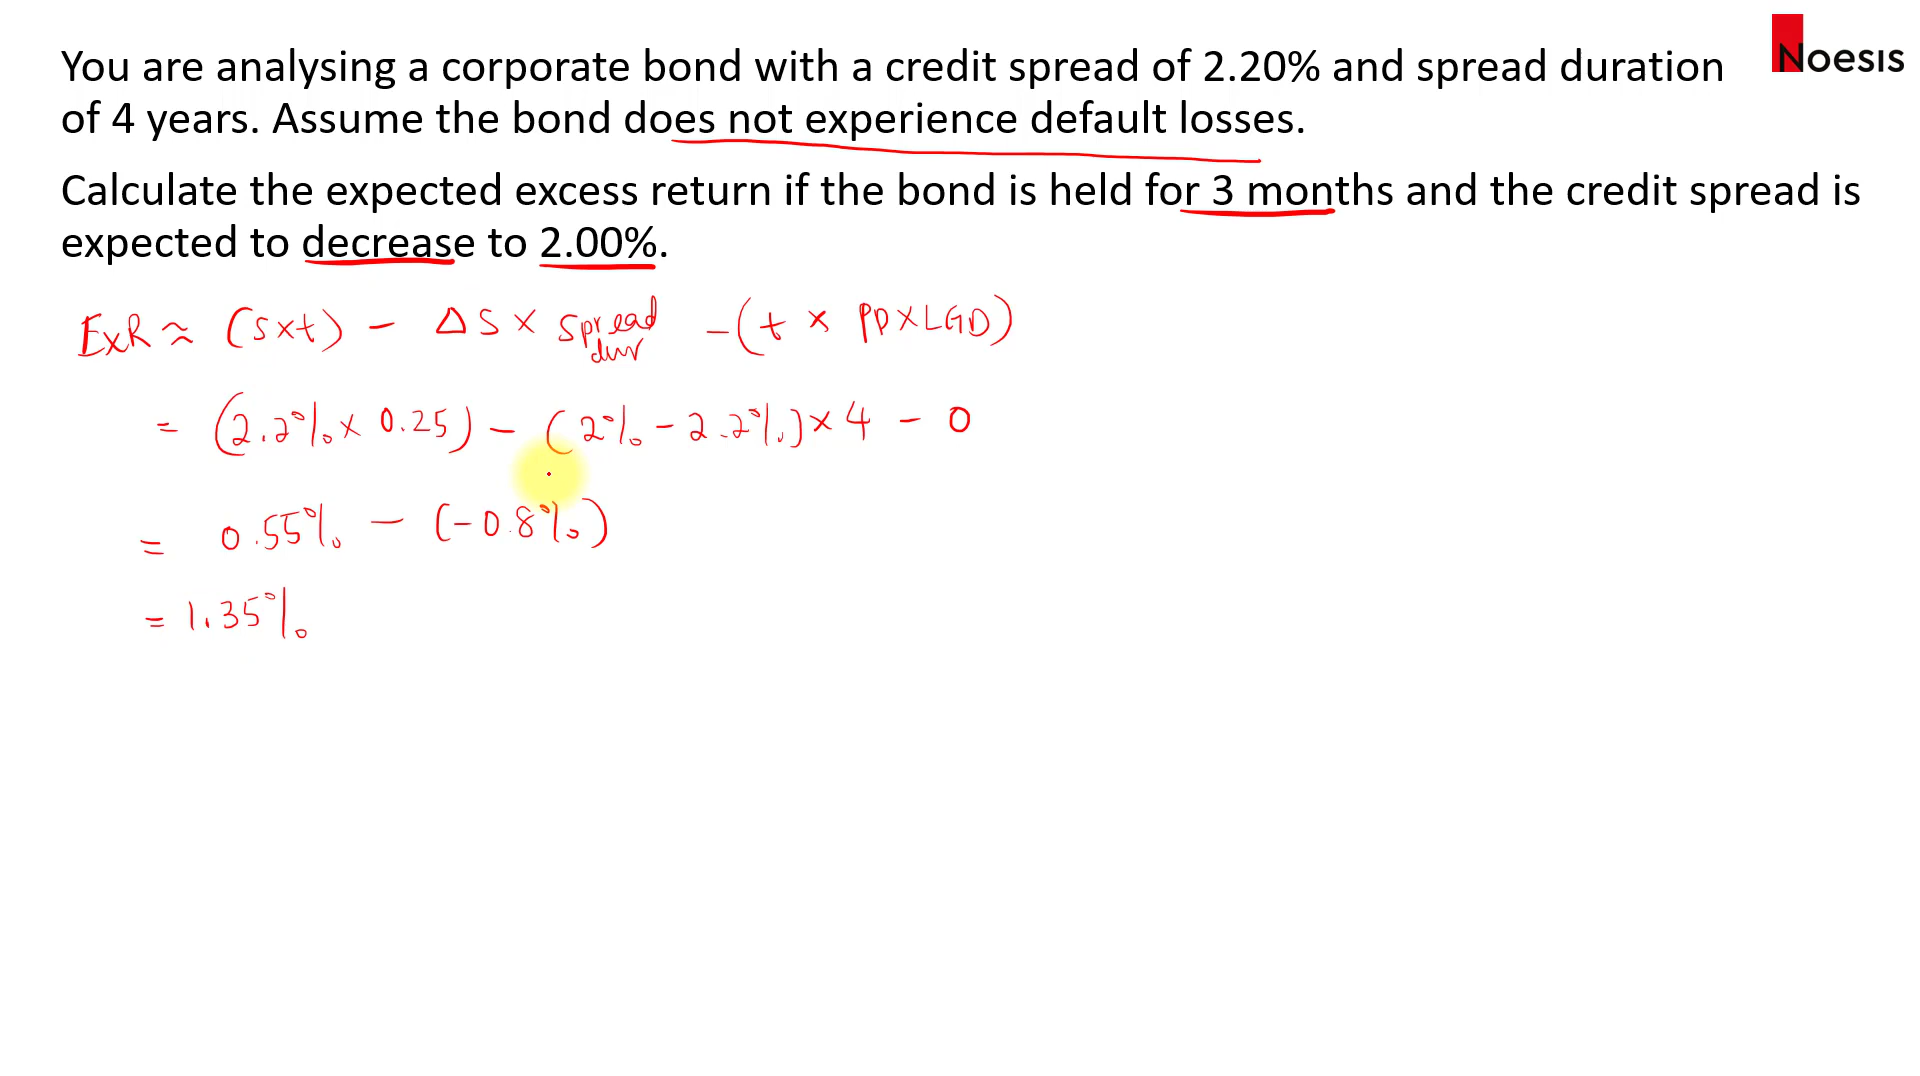 You are analysing a corporate bond with a credit spread of 2.20% and spread duration
of 4 years. Assume the bond does not experience default losses.
Noesis
Calculate the expected excess return if the bond is held for 3 months and the credit spread is
expected to decrease to 2.00%.
ExR ≈ (s×t) − ΔS × spread dur − (t × PD×LGD)
= (2.2% × 0.25) − (2% − 2.2%) × 4 − 0
= 0.55% − (−0.8%)
= 1.35%